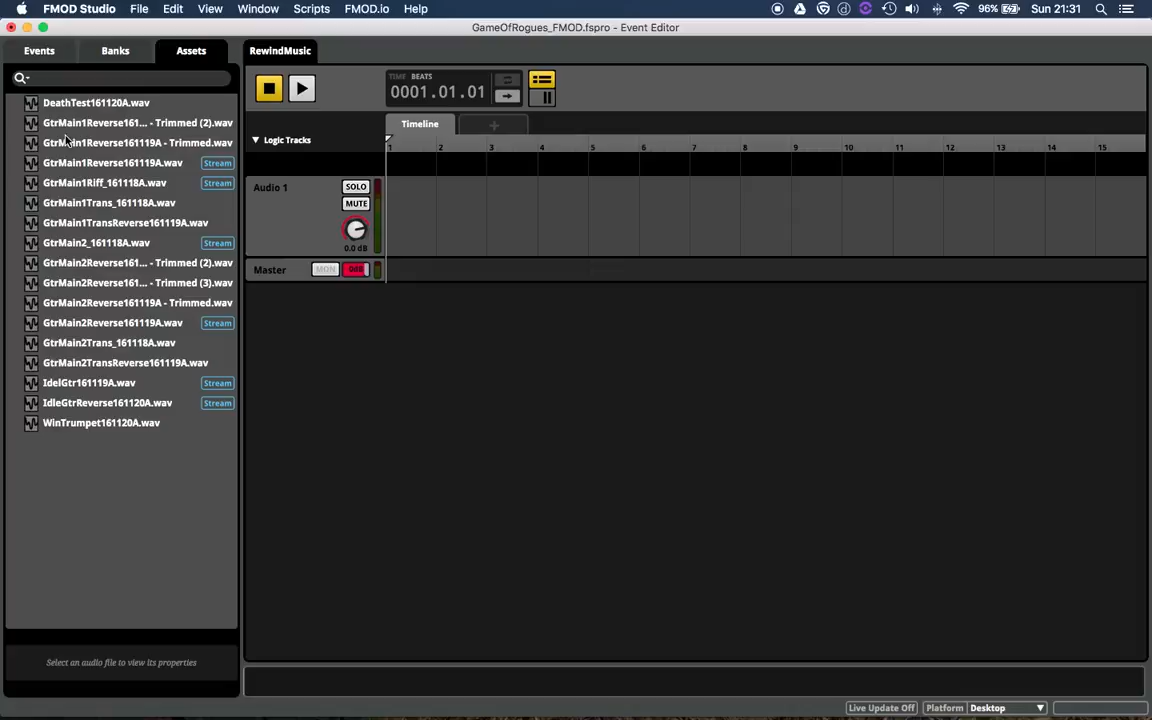 FMOD Studio File Edit View Window Scripts FMOD.io Help 96% Sun 21:31
GameOfRogues_FMOD.fspro - Event Editor
Events Banks Assets RewindMusic
TIME BEATS
0001.01.01
DeathTest161120A.wav
GtrMain1Reverse161... - Trimmed (2).wav
GtrMain1Reverse161119A - Trimmed.wav
GtrMain1Reverse161119A.wav Stream
GtrMain1Riff_161118A.wav Stream
GtrMain1Trans_161118A.wav
GtrMain1TransReverse161119A.wav
GtrMain2_161118A.wav Stream
GtrMain2Reverse161... - Trimmed (2).wav
GtrMain2Reverse161... - Trimmed (3).wav
GtrMain2Reverse161119A - Trimmed.wav
GtrMain2Reverse161119A.wav Stream
GtrMain2Trans_161118A.wav
GtrMain2TransReverse161119A.wav
IdelGtr161119A.wav Stream
IdleGtrReverse161120A.wav Stream
WinTrumpet161120A.wav
Select an audio file to view its properties
Timeline +
Logic Tracks
1 2 3 4 5 6 7 8 9 10 11 12 13 14 15
Audio 1 SOLO
MUTE
0.0 dB
Master MON 0dB
Live Update Off Platform Desktop